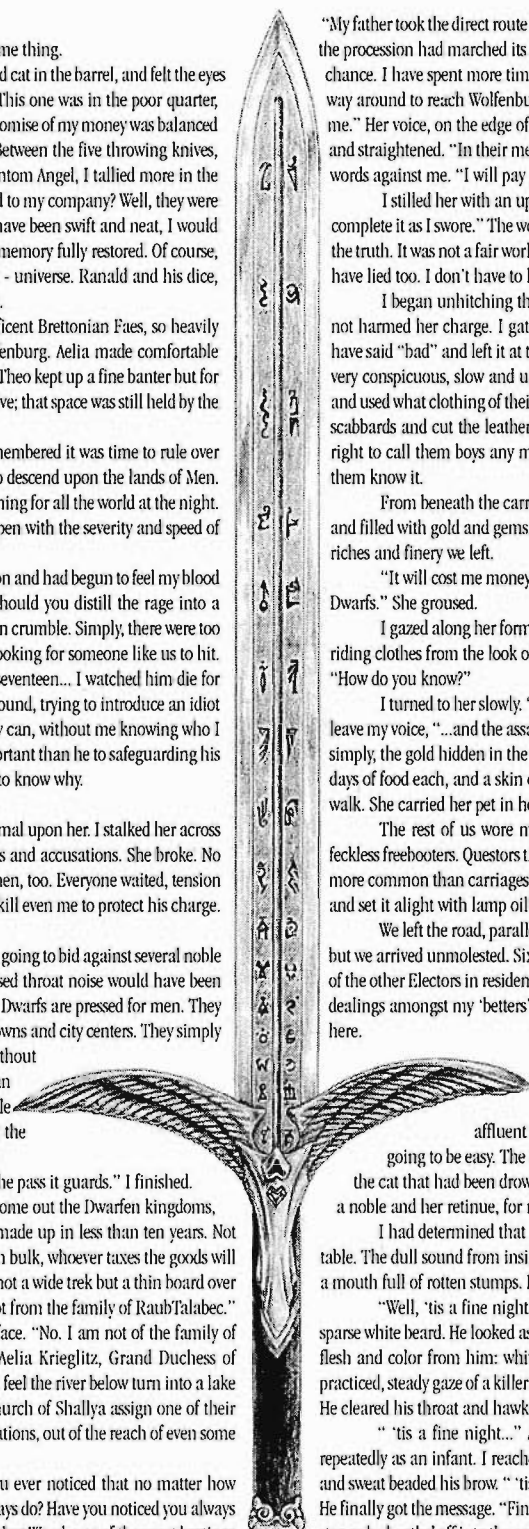 me thing.
d cat in the barrel, and felt the eyes
This one was in the poor quarter,
omise of my money was balanced
Between the five throwing knives,
ntom Angel, I tallied more in the
d to my company? Well, they were
have been swift and neat, I would
memory fully restored. Of course,
- universe. Ranald and his dice,
.
ficent Brettonian Faes, so heavily
enburg. Aelia made comfortable
Theo kept up a fine banter but for
ve; that space was still held by the
membered it was time to rule over
o descend upon the lands of Men.
ning for all the world at the night.
pen with the severity and speed of
on and had begun to feel my blood
hould you distill the rage into a
n crumble. Simply, there were too
ooking for someone like us to hit.
seventeen... I watched him die for
ound, trying to introduce an idiot
y can, without me knowing who I
portant than he to safeguarding his
to know why.
mal upon her. I stalked her across
s and accusations. She broke. No
nen, too. Everyone waited, tension
kill even me to protect his charge.
going to bid against several noble
sed throat noise would have been
Dwarfs are pressed for men. They
owns and city centers. They simply
thout
an
le
the
he pass it guards." I finished.
ome out the Dwarfen kingdoms,
made up in less than ten years. Not
n bulk, whoever taxes the goods will
not a wide trek but a thin board over
ot from the family of RaubTalabec."
face. "No. I am not of the family of
Aelia Krieglitz, Grand Duchess of
feel the river below turn into a lake
hurch of Shallya assign one of their
ations, out of the reach of even some
u ever noticed that no matter how
ays do? Have you noticed you always
"My father took the direct route
the procession had marched its
chance. I have spent more tim
way around to reach Wolfenbu
me." Her voice, on the edge of
and straightened. "In their me
words against me. "I will pay
I stilled her with an up
complete it as I swore." The wo
the truth. It was not a fair worl
have lied too. I don't have to l
I began unhitching th
not harmed her charge. I gat
have said "bad" and left it at t
very conspicuous, slow and u
and used what clothing of thei
scabbards and cut the leather
right to call them boys any m
them know it.
From beneath the carr
and filled with gold and gems
riches and finery we left.
"It will cost me money
Dwarfs." She groused.
I gazed along her form
riding clothes from the look o
"How do you know?"
I turned to her slowly. "
leave my voice, "...and the assa
simply, the gold hidden in the
days of food each, and a skin o
walk. She carried her pet in he
The rest of us wore n
feckless freebooters. Questors t
more common than carriages
and set it alight with lamp oil
We left the road, parall
but we arrived unmolested. Six
of the other Electors in residen
dealings amongst my 'betters'
here.
affluent
going to be easy. The
the cat that had been drow
a noble and her retinue, for r
I had determined that
table. The dull sound from insi
a mouth full of rotten stumps. I
"Well, 'tis a fine night
sparse white beard. He looked as
flesh and color from him: whit
practiced, steady gaze of a killer
He cleared his throat and hawk
" 'tis a fine night..." A
repeatedly as an infant. I reach
and sweat beaded his brow. " 'ti
He finally got the message. "Fin